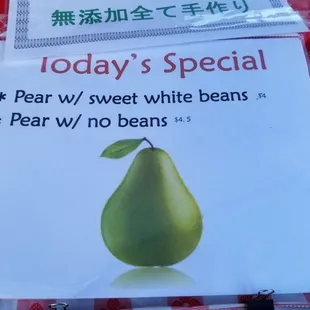 無添加全て手作り
Today's Special
* Pear w/ sweet white beans $4
* Pear w/ no beans $4.5